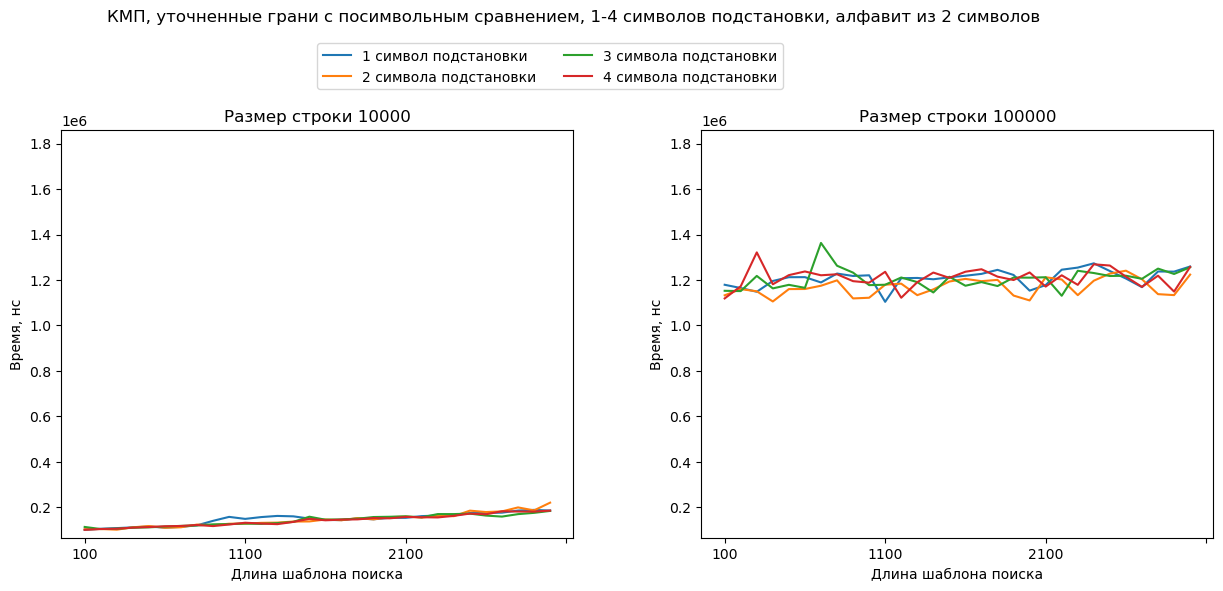 КМП, уточненные грани с посимвольным сравнением, 1-4 символов подстановки, алфавит из 2 символов
1 символ подстановки
2 символа подстановки
3 символа подстановки
4 символа подстановки
Размер строки 10000
1e6
1.8
1.6
1.4
1.2
1.0
0.8
0.6
0.4
0.2
Время, нс
100 1100 2100
Длина шаблона поиска
Размер строки 100000
1e6
1.8
1.6
1.4
1.2
1.0
0.8
0.6
0.4
0.2
Время, нс
100 1100 2100
Длина шаблона поиска